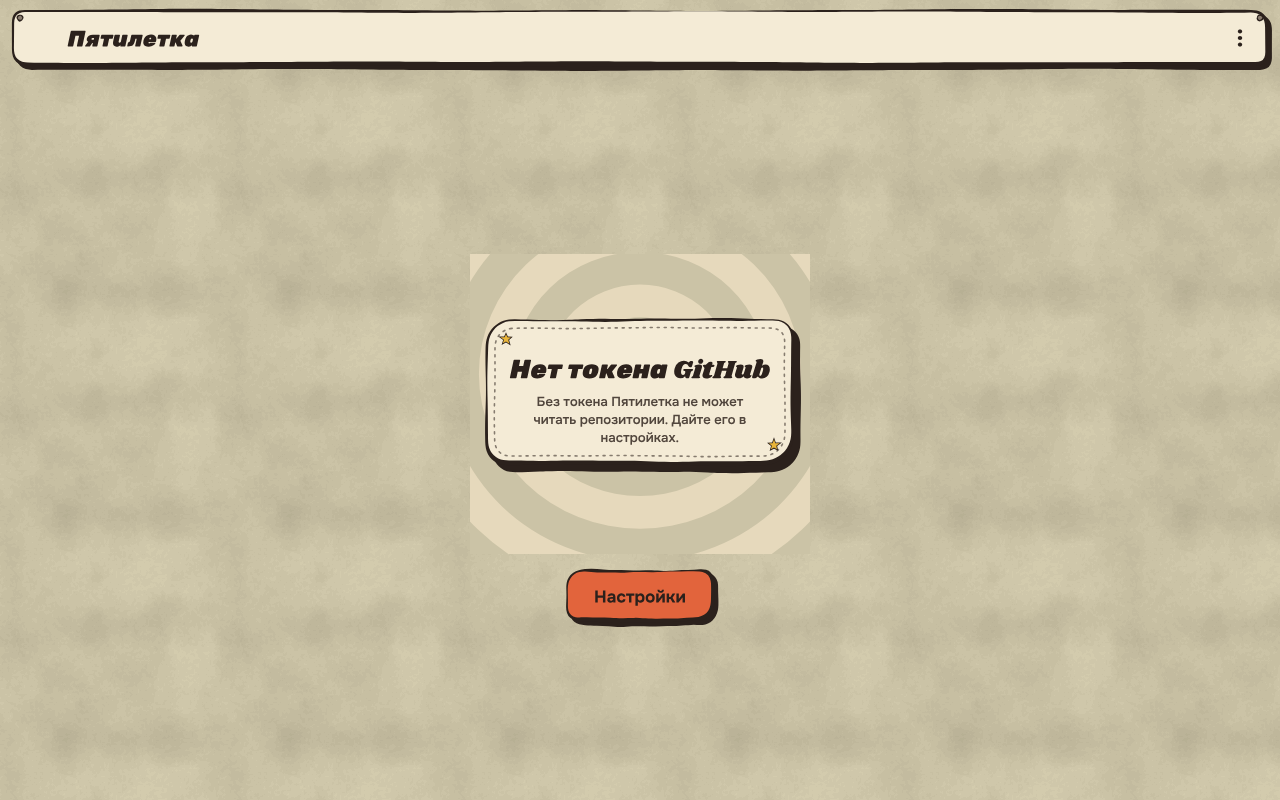 Пятилетка
Нет токена GitHub
Без токена Пятилетка не может
читать репозитории. Дайте его в
настройках.
Настройки